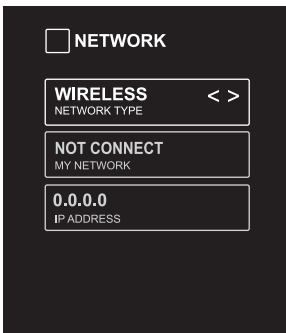 NETWORK
WIRELESS < >
NETWORK TYPE
NOT CONNECT
MY NETWORK
0.0.0.0
IP ADDRESS